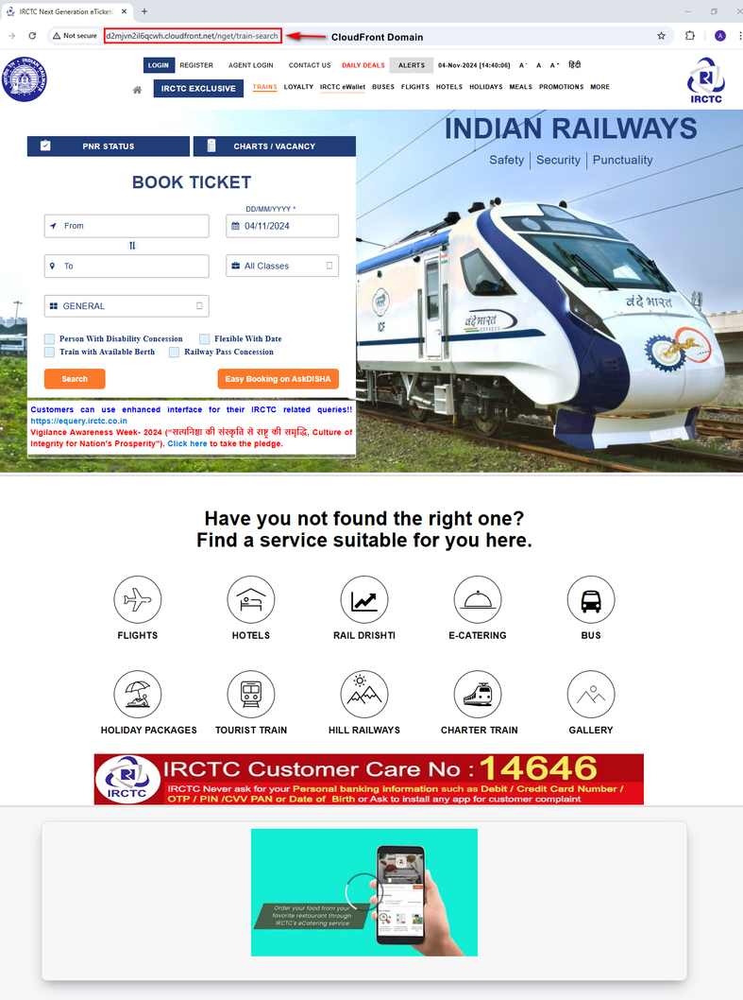 IRCTC Next Generation eTicketin
Not secure d2mjvn2il6qcwh.cloudfront.net/nget/train-search CloudFront Domain A
LOGIN REGISTER AGENT LOGIN CONTACT US DAILY DEALS ALERTS 04-Nov-2024 [14:40:06] A- A A+ हिंदी
IRCTC EXCLUSIVE TRAINS LOYALTY IRCTC eWallet BUSES FLIGHTS HOTELS HOLIDAYS MEALS PROMOTIONS MORE
IRCTC
INDIAN RAILWAYS
Safety | Security | Punctuality
PNR STATUS CHARTS / VACANCY
BOOK TICKET
DD/MM/YYYY *
From 04/11/2024
To All Classes
GENERAL
Person With Disability Concession Flexible With Date
Train with Available Berth Railway Pass Concession
Search Easy Booking on AskDISHA
Customers can use enhanced interface for their IRCTC related queries!!
https://equery.irctc.co.in
Vigilance Awareness Week- 2024 (“सत्यनिष्ठा की संस्कृति से राष्ट्र की समृद्धि, Culture of
Integrity for Nation's Prosperity”). Click here to take the pledge.
ICF
वंदे भारत
EXPRESS
वंदे भारत
Have you not found the right one?
Find a service suitable for you here.
FLIGHTS HOTELS RAIL DRISHTI E-CATERING BUS
HOLIDAY PACKAGES TOURIST TRAIN HILL RAILWAYS CHARTER TRAIN GALLERY
IRCTC
IRCTC Customer Care No : 14646
IRCTC Never ask for your Personal banking information such as Debit / Credit Card Number /
OTP / PIN /CVV PAN or Date of Birth or Ask to install any app for customer complaint
Order your food from your
favorite restaurant through
IRCTC's eCatering service